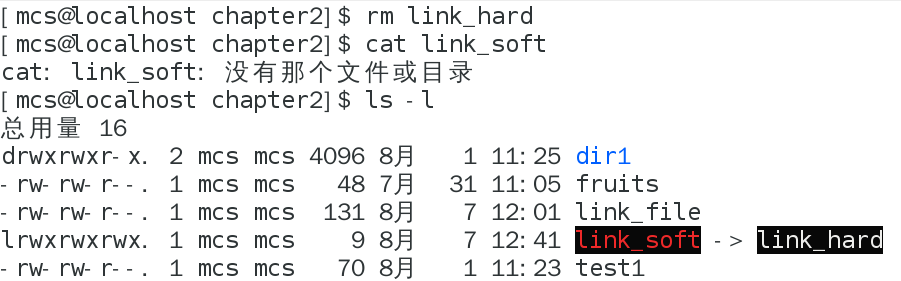 [mcs@localhost chapter2]$ rm link_hard
[mcs@localhost chapter2]$ cat link_soft
cat: link_soft: 没有那个文件或目录
[mcs@localhost chapter2]$ ls -l
总用量 16
drwxrwxr-x. 2 mcs mcs 4096 8月 1 11:25 dir1
-rw-rw-r--. 1 mcs mcs 48 7月 31 11:05 fruits
-rw-rw-r--. 1 mcs mcs 131 8月 7 12:01 link_file
lrwxrwxrwx. 1 mcs mcs 9 8月 7 12:41 link_soft -> link_hard
-rw-rw-r--. 1 mcs mcs 70 8月 1 11:23 test1